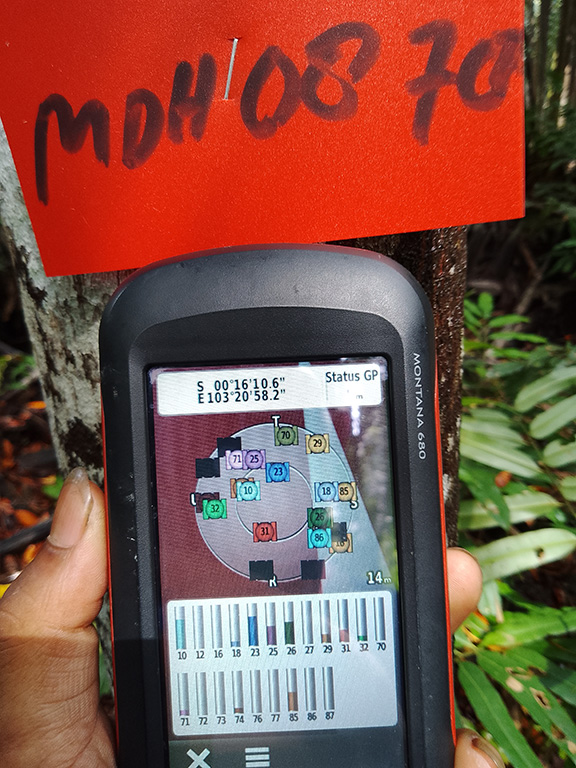 MDH 08 70
MONTANA 680
S 00°16'10.6"
E 103°20'58.2"
Status GP
m
T
70
29
71 25
23
10
18 85
S
32
26
31
86
R
14 m
10 12 16 18 23 25 26 27 29 31 32 70
71 72 73 74 76 77 85 86 87